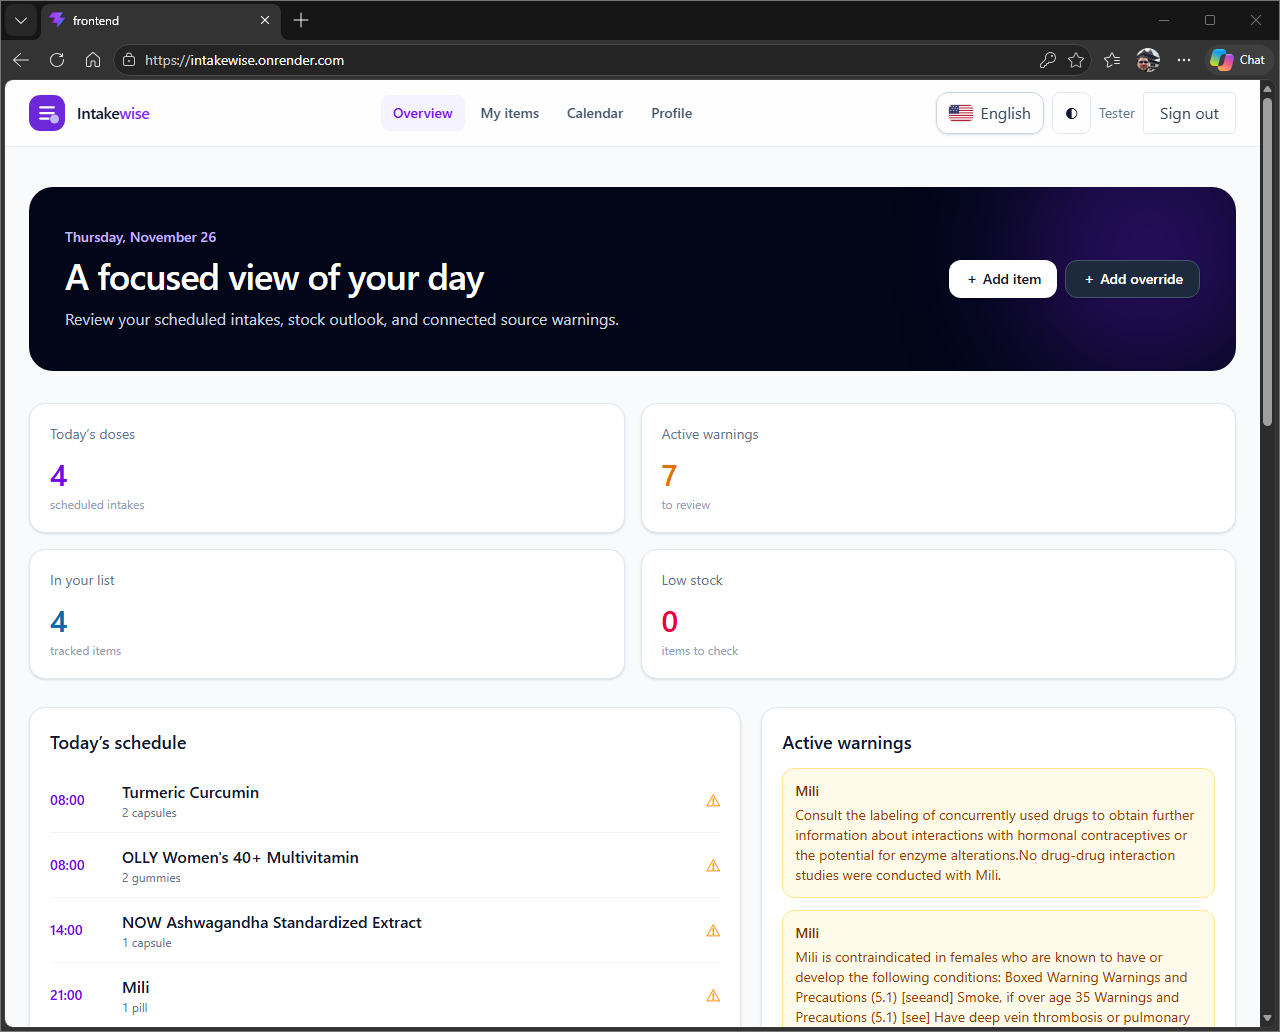 frontend
https://intakewise.onrender.com
Chat
Intakewise
Overview
My items
Calendar
Profile
English
Tester
Sign out
Thursday, November 26
A focused view of your day
Review your scheduled intakes, stock outlook, and connected source warnings.
+ Add item
+ Add override
Today's doses
4
scheduled intakes
Active warnings
7
to review
In your list
4
tracked items
Low stock
0
items to check
Today's schedule
08:00
Turmeric Curcumin
2 capsules
08:00
OLLY Women's 40+ Multivitamin
2 gummies
14:00
NOW Ashwagandha Standardized Extract
1 capsule
21:00
Mili
1 pill
Active warnings
Mili
Consult the labeling of concurrently used drugs to obtain further
information about interactions with hormonal contraceptives or
the potential for enzyme alterations.No drug-drug interaction
studies were conducted with Mili.
Mili
Mili is contraindicated in females who are known to have or
develop the following conditions: Boxed Warning Warnings and
Precautions (5.1) [seeand] Smoke, if over age 35 Warnings and
Precautions (5.1) [see] Have deep vein thrombosis or pulmonary